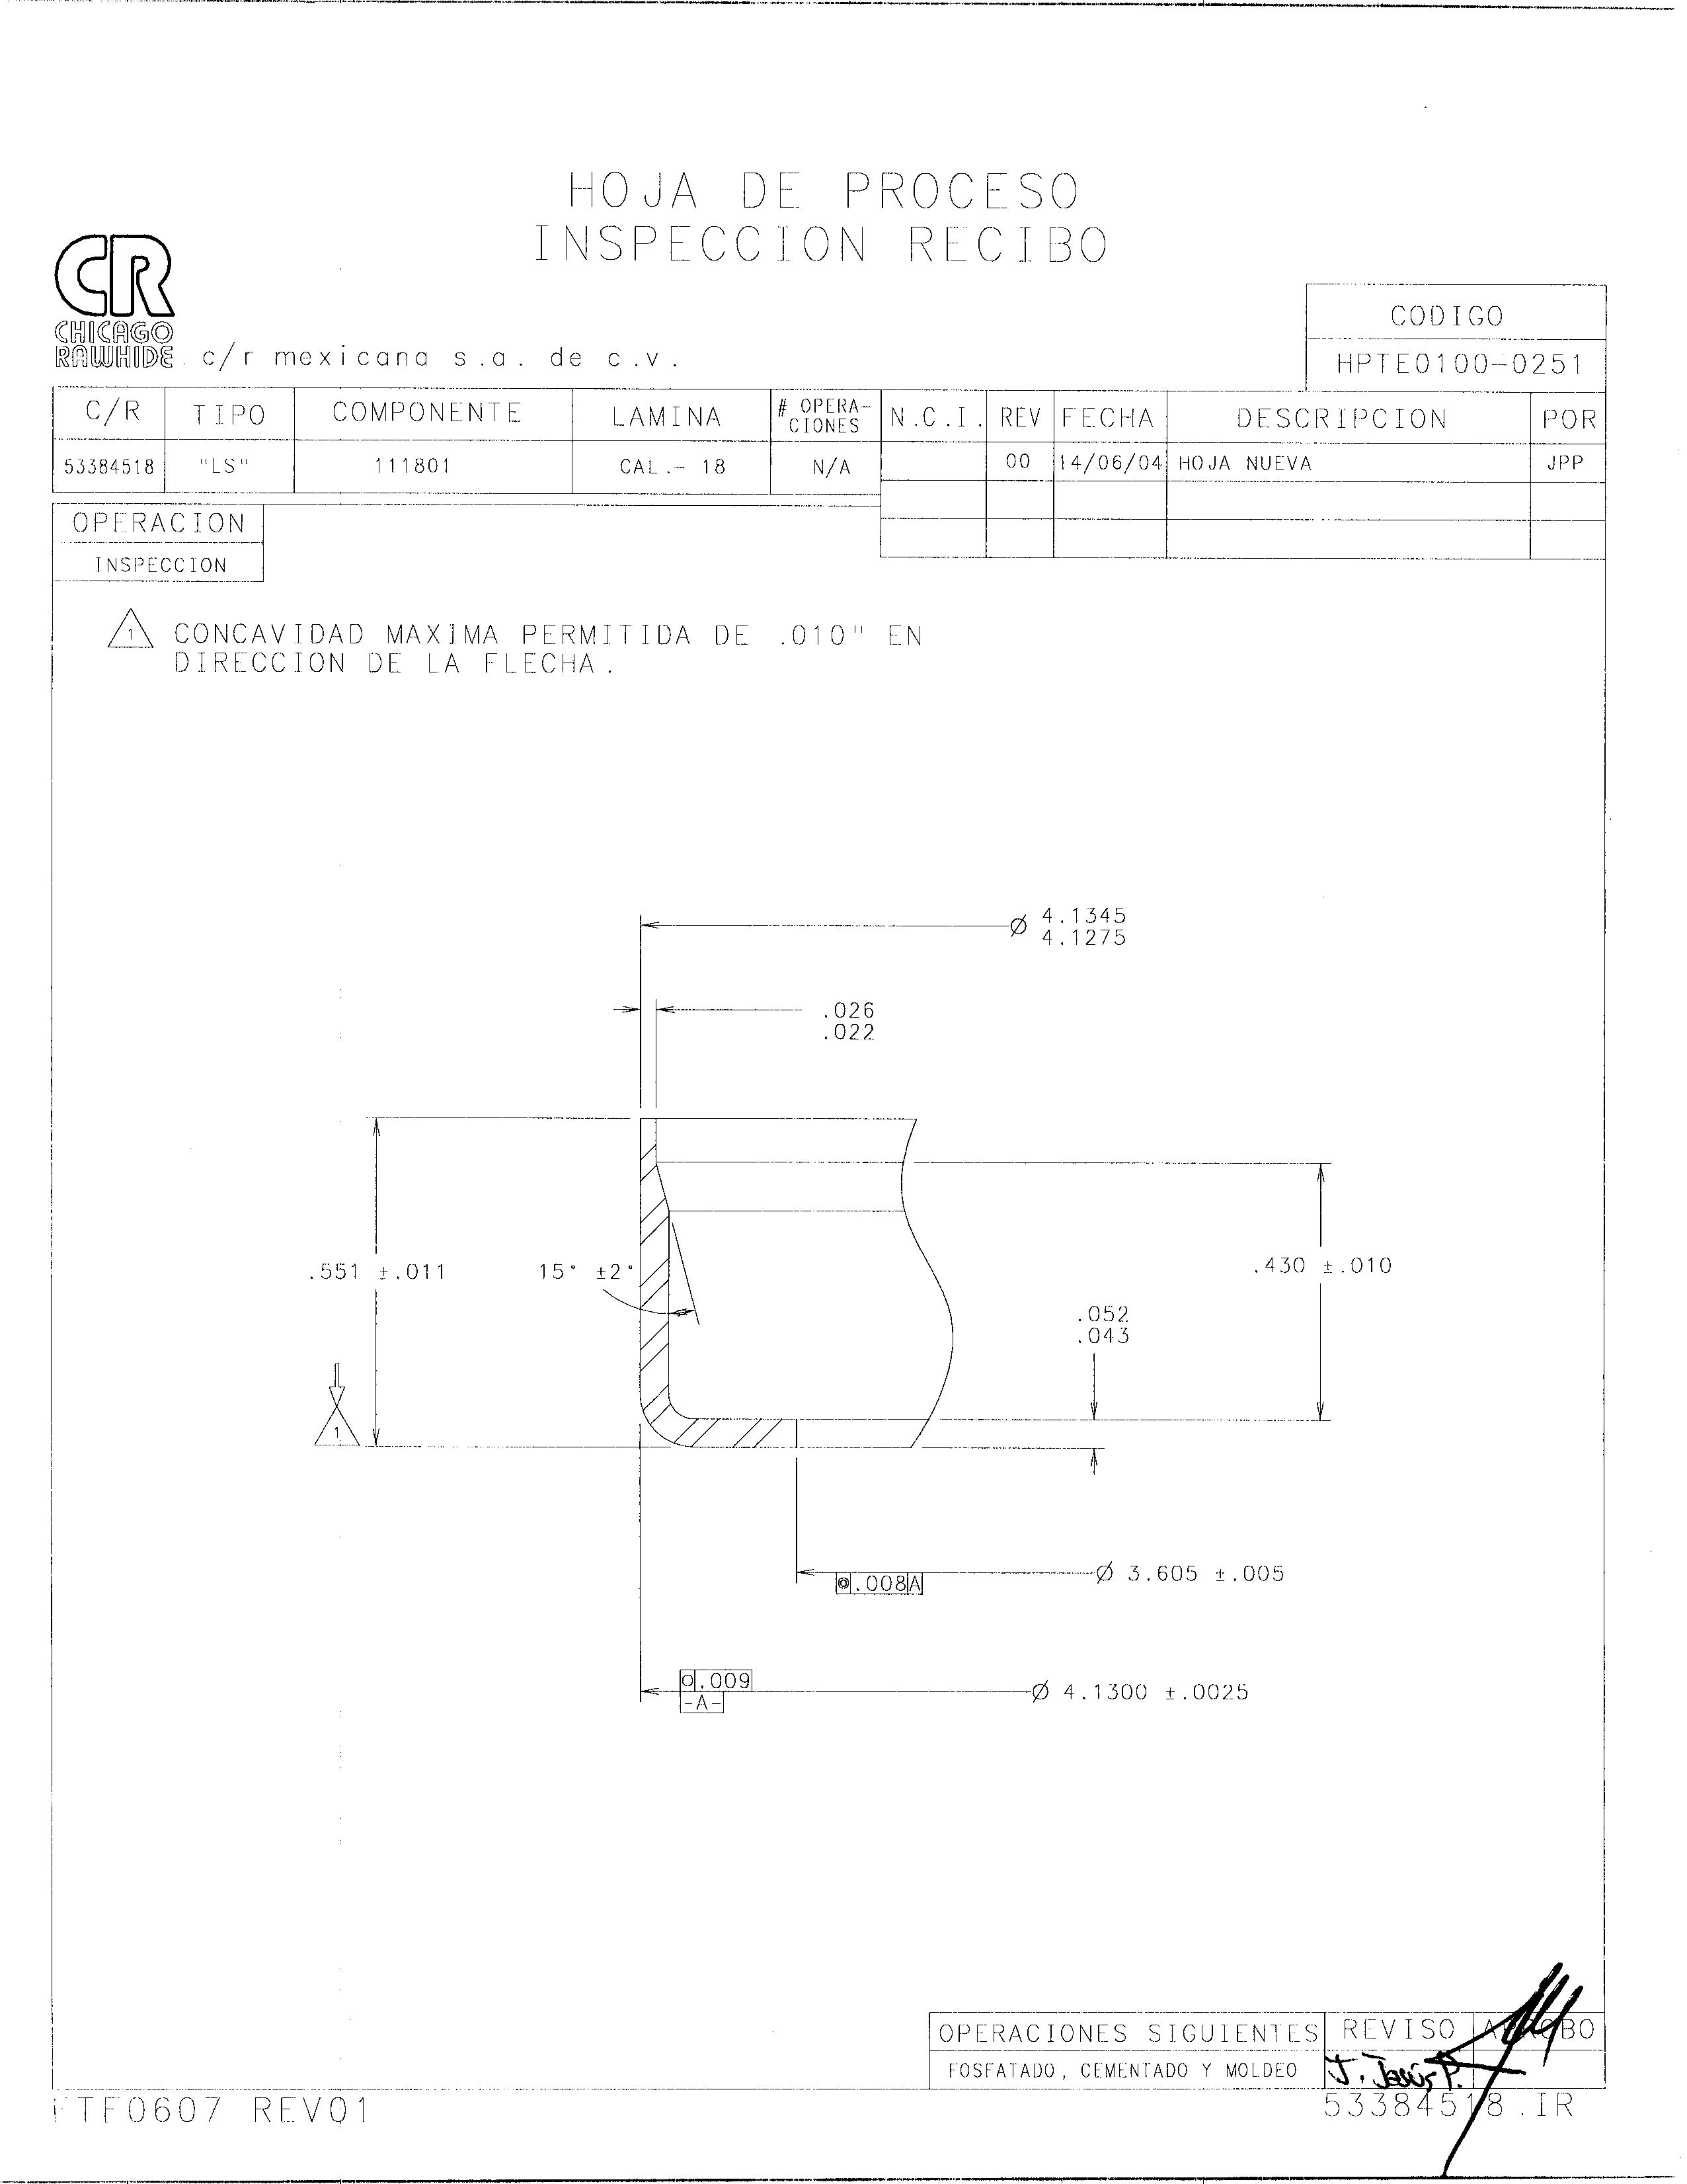 HOJA DE PROCESO
INSPECCION RECIBO
CR
CHICAGO
RAWHIDE. c/r mexicana s.a. de c.v.
CODIGO
HPTE0100-0251
C/R TIPO COMPONENTE LAMINA # OPERA-CIONES N.C.I. REV FECHA DESCRIPCION POR
53384518 "LS" 111801 CAL.- 18 N/A 00 14/06/04 HOJA NUEVA JPP
OPERACION
INSPECCION
1 CONCAVIDAD MAXIMA PERMITIDA DE .010" EN
DIRECCION DE LA FLECHA.
Ø 4.1345
4.1275
.026
.022
.551 ±.011
15° ±2°
.430 ±.010
.052
.043
1
Ø 3.605 ±.005
◎ .008 A
○ .009
-A-
Ø 4.1300 ±.0025
OPERACIONES SIGUIENTES REVISO
FOSFATADO, CEMENTADO Y MOLDEO J. Jesús P.
FTF0607 REV01
53384518.IR